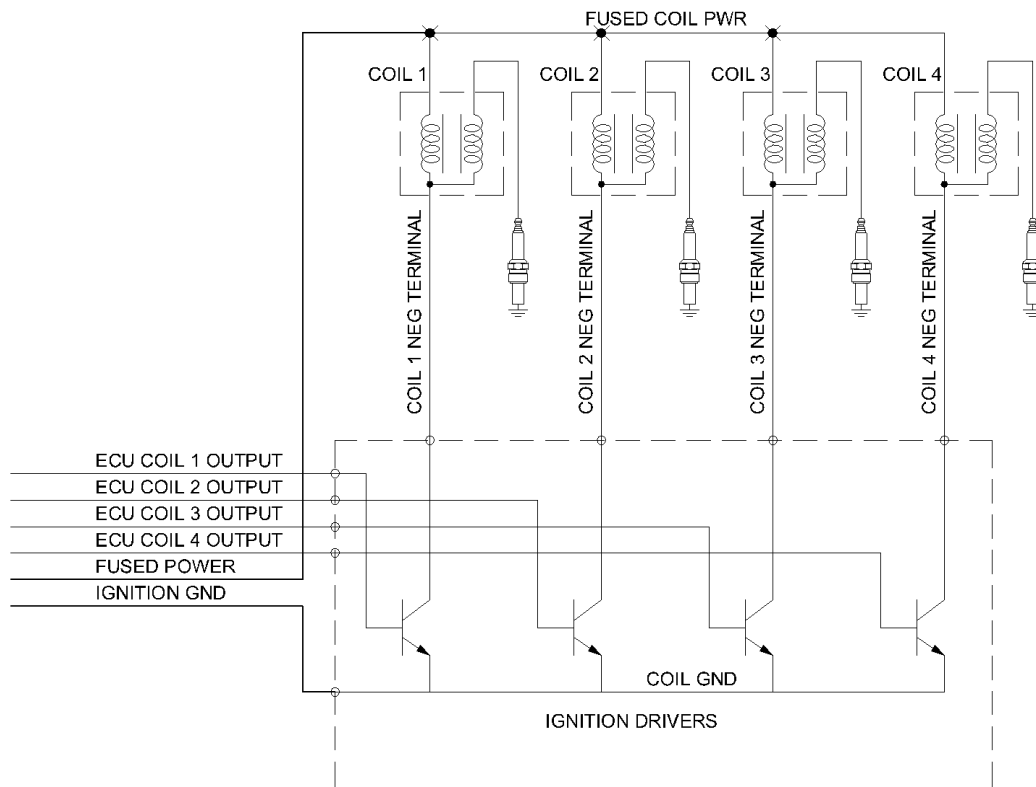 FUSED COIL PWR
COIL 1
COIL 2
COIL 3
COIL 4
COIL 1 NEG TERMINAL
COIL 2 NEG TERMINAL
COIL 3 NEG TERMINAL
COIL 4 NEG TERMINAL
ECU COIL 1 OUTPUT
ECU COIL 2 OUTPUT
ECU COIL 3 OUTPUT
ECU COIL 4 OUTPUT
FUSED POWER
IGNITION GND
COIL GND
IGNITION DRIVERS